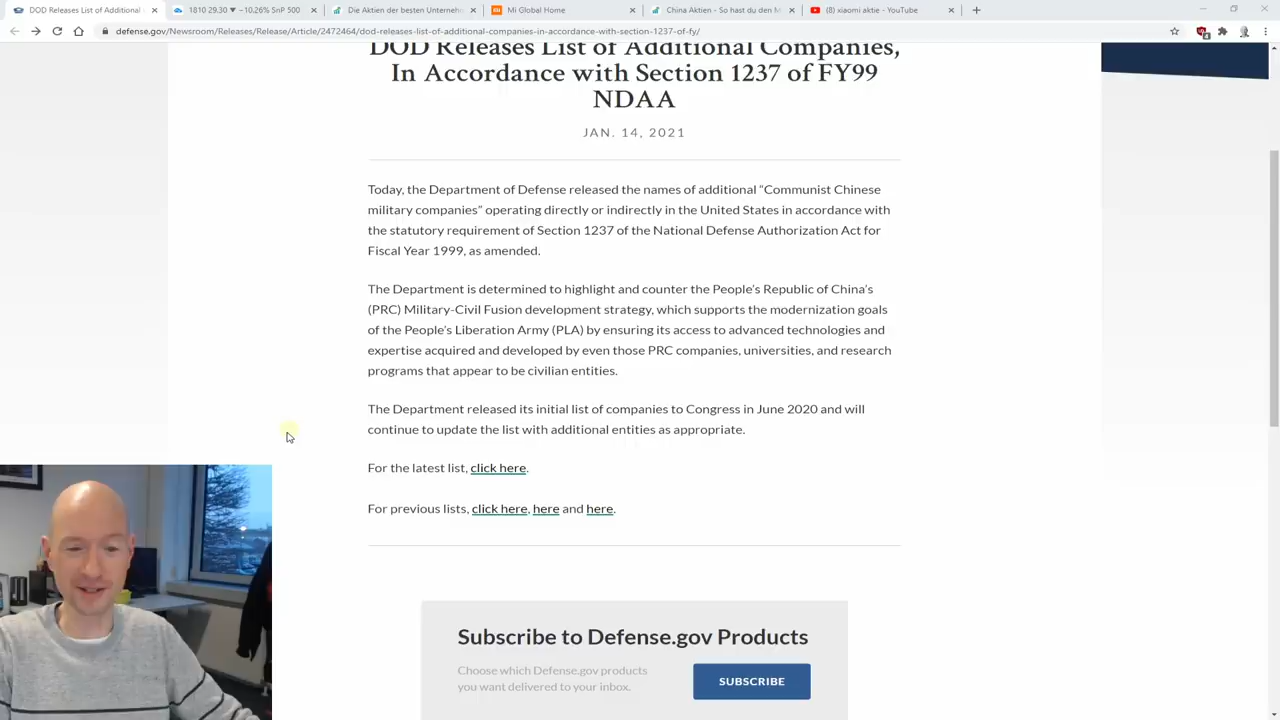 DOD Releases List of Additional
1810 29.30 ▼ −10.26% SnP 500
Die Aktien der besten Unternehm
Mi Global Home
China Aktien - So hast du den M
(8) xiaomi aktie - YouTube
defense.gov/Newsroom/Releases/Release/Article/2472464/dod-releases-list-of-additional-companies-in-accordance-with-section-1237-of-fy/
DOD Releases List of Additional Companies,
In Accordance with Section 1237 of FY99
NDAA
JAN. 14, 2021
Today, the Department of Defense released the names of additional “Communist Chinese
military companies” operating directly or indirectly in the United States in accordance with
the statutory requirement of Section 1237 of the National Defense Authorization Act for
Fiscal Year 1999, as amended.
The Department is determined to highlight and counter the People’s Republic of China’s
(PRC) Military-Civil Fusion development strategy, which supports the modernization goals
of the People’s Liberation Army (PLA) by ensuring its access to advanced technologies and
expertise acquired and developed by even those PRC companies, universities, and research
programs that appear to be civilian entities.
The Department released its initial list of companies to Congress in June 2020 and will
continue to update the list with additional entities as appropriate.
For the latest list, click here.
For previous lists, click here, here and here.
Subscribe to Defense.gov Products
Choose which Defense.gov products
you want delivered to your inbox.
SUBSCRIBE